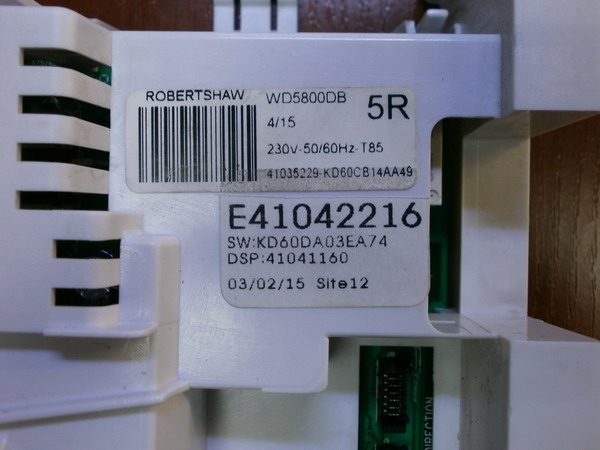 ROBERTSHAW WD5800DB 5R
4/15
230V-50/60Hz-T85
41035229-KD60CB14AA49
E41042216
SW:KD60DA03EA74
DSP:41041160
03/02/15 Site12
DIRECTION